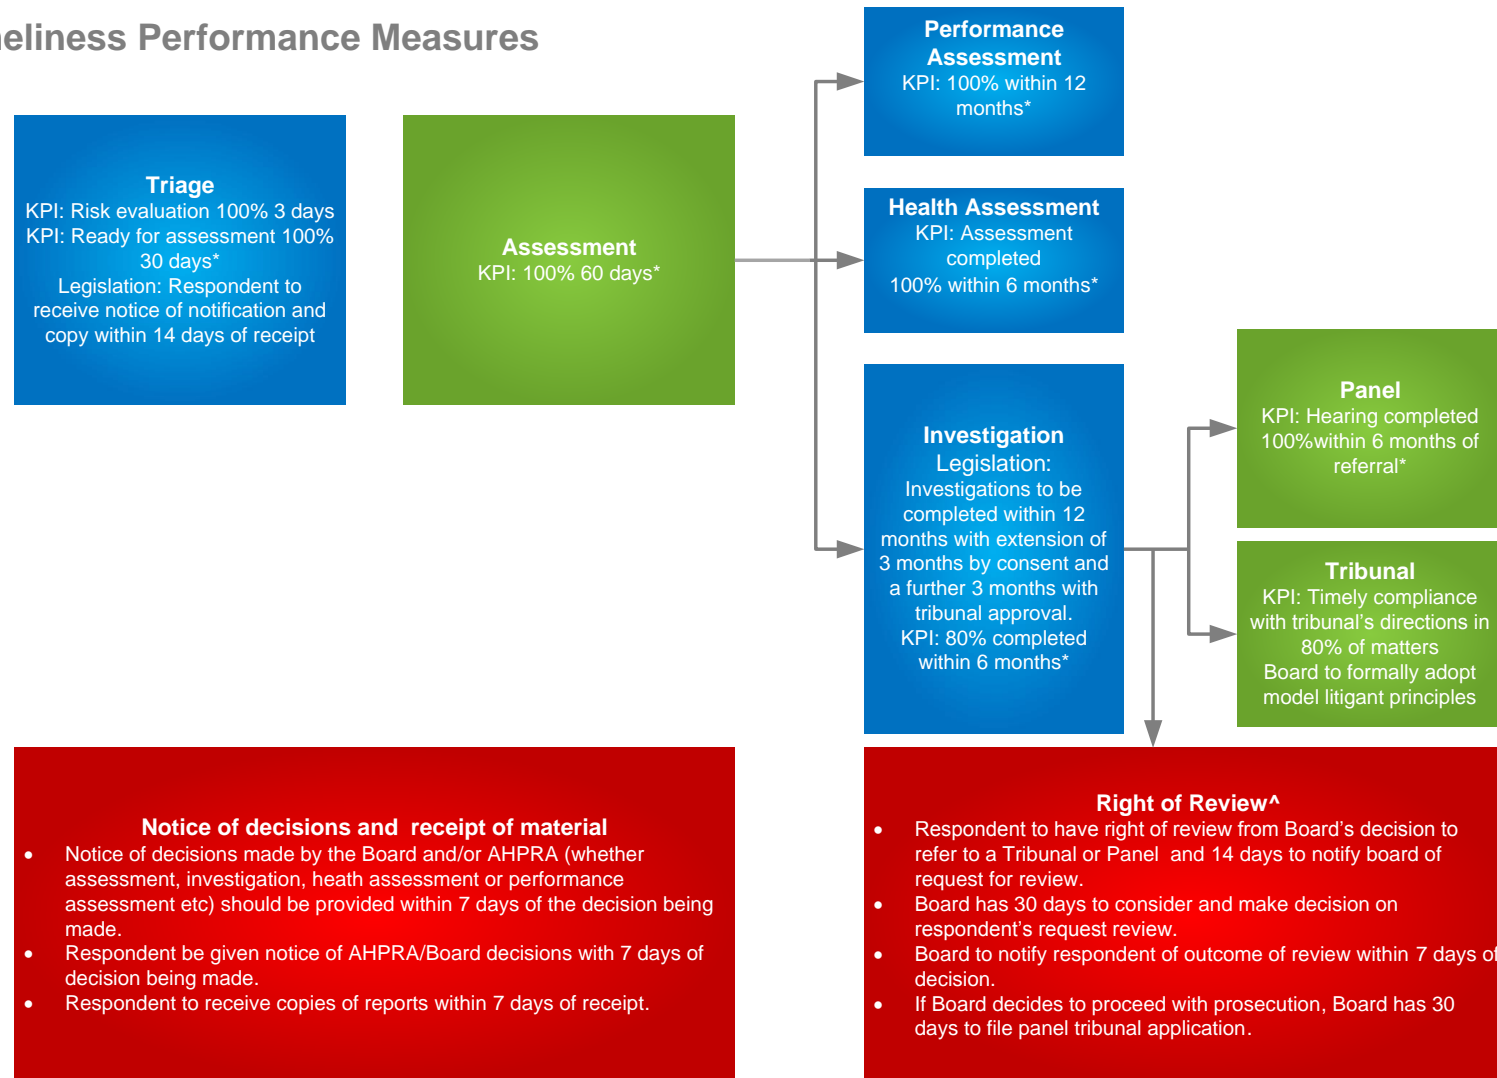 eliness Performance Measures
Performance
Assessment
KPI: 100% within 12
months*
Triage
KPI: Risk evaluation 100% 3 days
KPI: Ready for assessment 100%
30 days*
Legislation: Respondent to
receive notice of notification and
copy within 14 days of receipt
Assessment
KPI: 100% 60 days*
Health Assessment
KPI: Assessment
completed
100% within 6 months*
Investigation
Legislation:
Investigations to be
completed within 12
months with extension of
3 months by consent and
a further 3 months with
tribunal approval.
KPI: 80% completed
within 6 months*
Panel
KPI: Hearing completed
100%within 6 months of
referral*
Tribunal
KPI: Timely compliance
with tribunal's directions in
80% of matters
Board to formally adopt
model litigant principles
Notice of decisions and receipt of material
• Notice of decisions made by the Board and/or AHPRA (whether
assessment, investigation, heath assessment or performance
assessment etc) should be provided within 7 days of the decision being
made.
• Respondent be given notice of AHPRA/Board decisions with 7 days of
decision being made.
• Respondent to receive copies of reports within 7 days of receipt.
Right of Review^
• Respondent to have right of review from Board's decision to
refer to a Tribunal or Panel and 14 days to notify board of
request for review.
• Board has 30 days to consider and make decision on
respondent's request review.
• Board to notify respondent of outcome of review within 7 days of
decision.
• If Board decides to proceed with prosecution, Board has 30
days to file panel tribunal application.